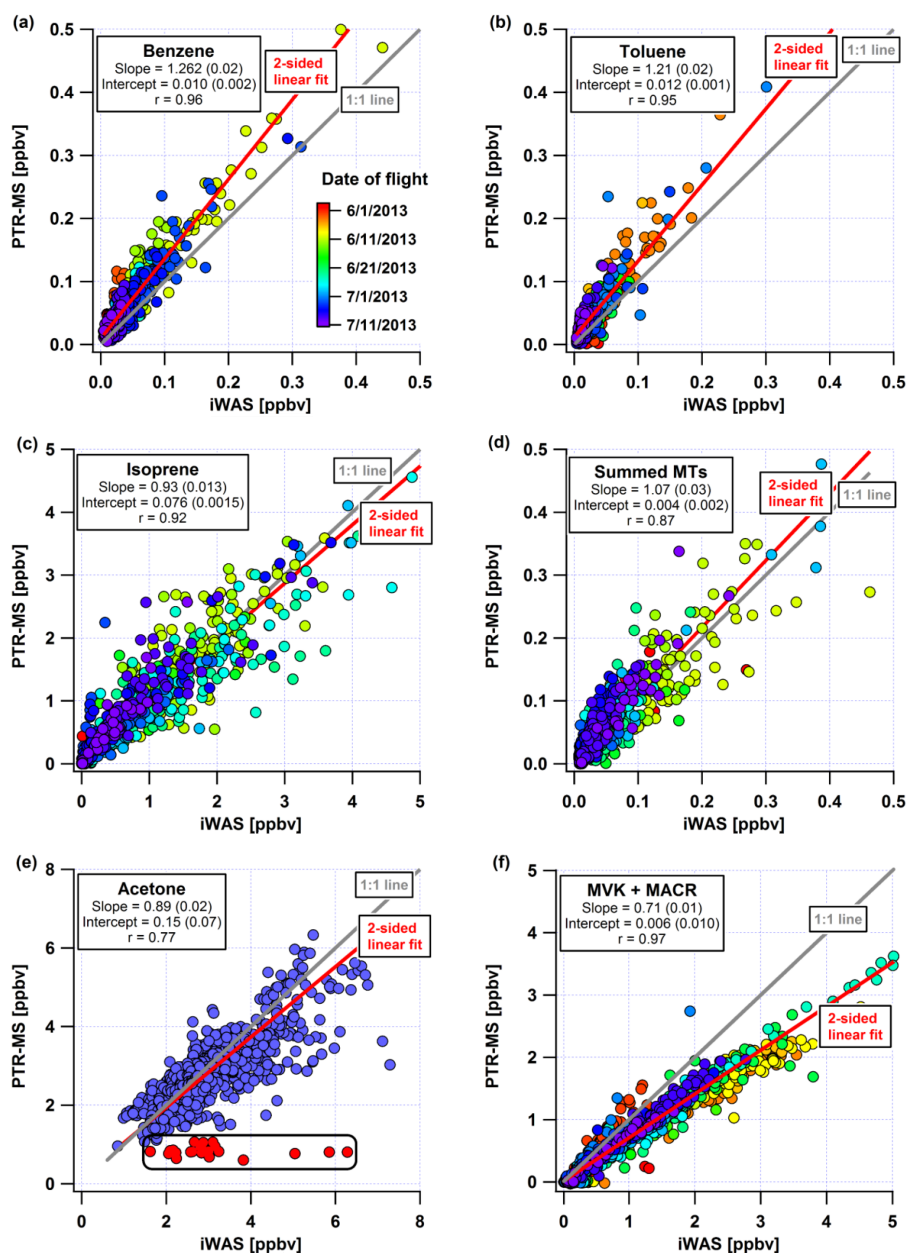 (a)
Benzene
Slope = 1.262 (0.02)
Intercept = 0.010 (0.002)
r = 0.96
2-sided
linear fit
1:1 line
Date of flight
6/1/2013
6/11/2013
6/21/2013
7/1/2013
7/11/2013
0.5
0.4
0.3
0.2
0.1
0.0
PTR-MS [ppbv]
0.0 0.1 0.2 0.3 0.4 0.5
iWAS [ppbv]
(b)
Toluene
Slope = 1.21 (0.02)
Intercept = 0.012 (0.001)
r = 0.95
2-sided
linear fit
1:1 line
0.5
0.4
0.3
0.2
0.1
0.0
PTR-MS [ppbv]
0.0 0.1 0.2 0.3 0.4 0.5
iWAS [ppbv]
(c)
Isoprene
Slope = 0.93 (0.013)
Intercept = 0.076 (0.0015)
r = 0.92
1:1 line
2-sided
linear fit
5
4
3
2
1
0
PTR-MS [ppbv]
0 1 2 3 4 5
iWAS [ppbv]
(d)
Summed MTs
Slope = 1.07 (0.03)
Intercept = 0.004 (0.002)
r = 0.87
2-sided
linear fit
1:1 line
0.5
0.4
0.3
0.2
0.1
0.0
PTR-MS [ppbv]
0.0 0.1 0.2 0.3 0.4 0.5
iWAS [ppbv]
(e)
Acetone
Slope = 0.89 (0.02)
Intercept = 0.15 (0.07)
r = 0.77
1:1 line
2-sided
linear fit
8
6
4
2
0
PTR-MS [ppbv]
0 2 4 6 8
iWAS [ppbv]
(f)
MVK + MACR
Slope = 0.71 (0.01)
Intercept = 0.006 (0.010)
r = 0.97
1:1 line
2-sided
linear fit
5
4
3
2
1
0
PTR-MS [ppbv]
0 1 2 3 4 5
iWAS [ppbv]